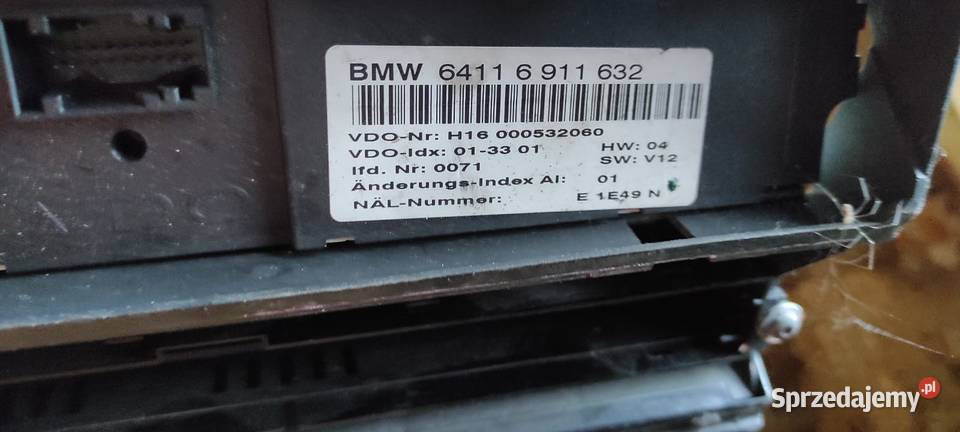 BMW 6411 6 911 632
VDO-Nr: H16 000532060
VDO-Idx: 01-33 01 HW: 04
lfd. Nr: 0071 SW: V12
Änderungs-Index AI: 01
NÄL-Nummer: E 1E49 N
Sprzedajemy.pl